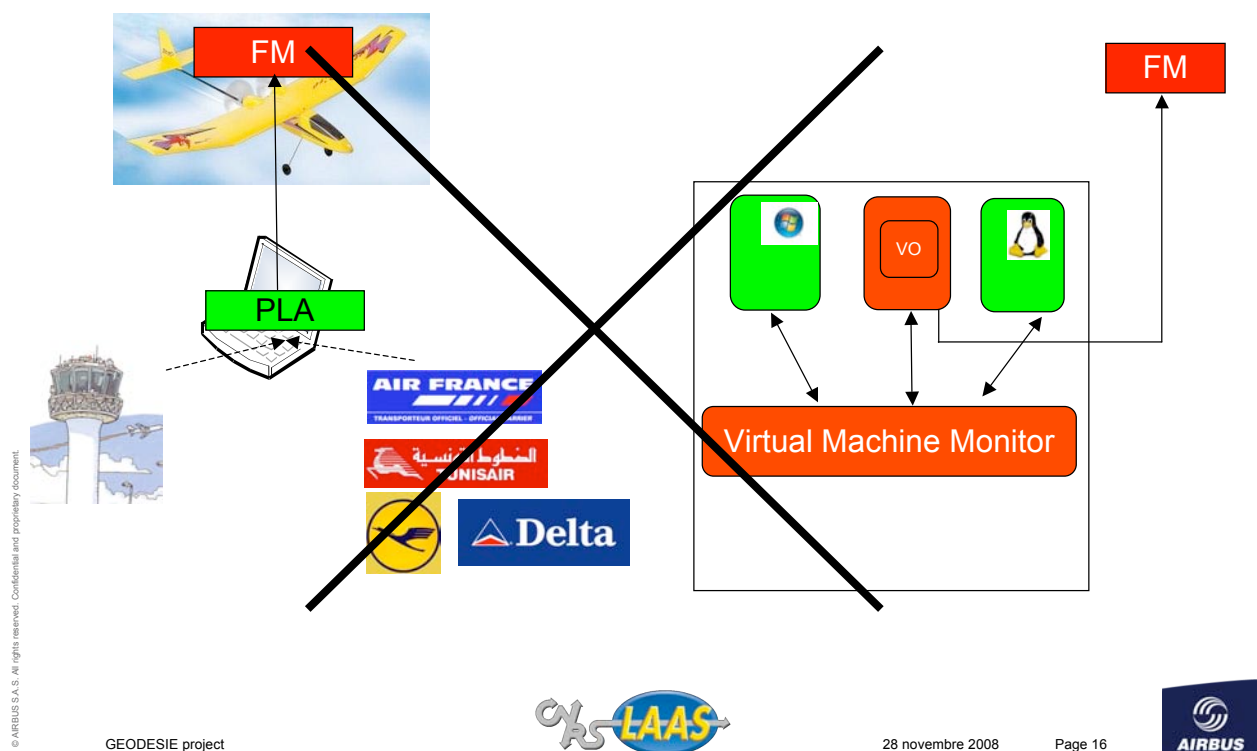 FM
FM
VO
PLA
AIR FRANCE
TRANSPORTEUR OFFICIEL - OFFICIAL CARRIER
الخطوط التونسية
TUNISAIR
Delta
Virtual Machine Monitor
© AIRBUS S.A.S. All rights reserved. Confidential and proprietary document.
GEODESIE project
CNRS
LAAS
28 novembre 2008
Page 16
AIRBUS